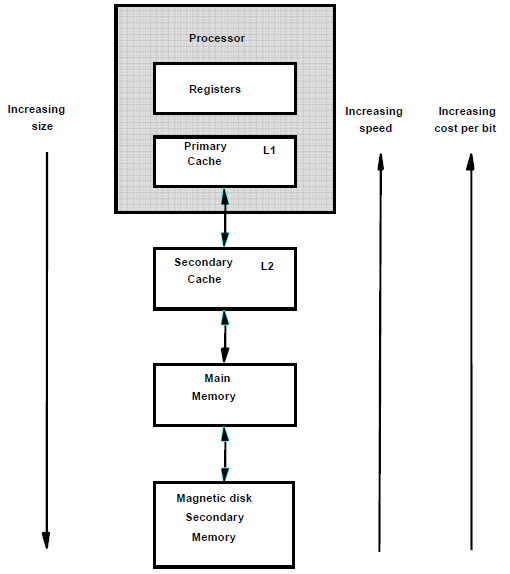 Processor
Registers
Increasing
size
Increasing
speed
Increasing
cost per bit
Primary L1
Cache
Secondary L2
Cache
Main
Memory
Magnetic disk
Secondary
Memory